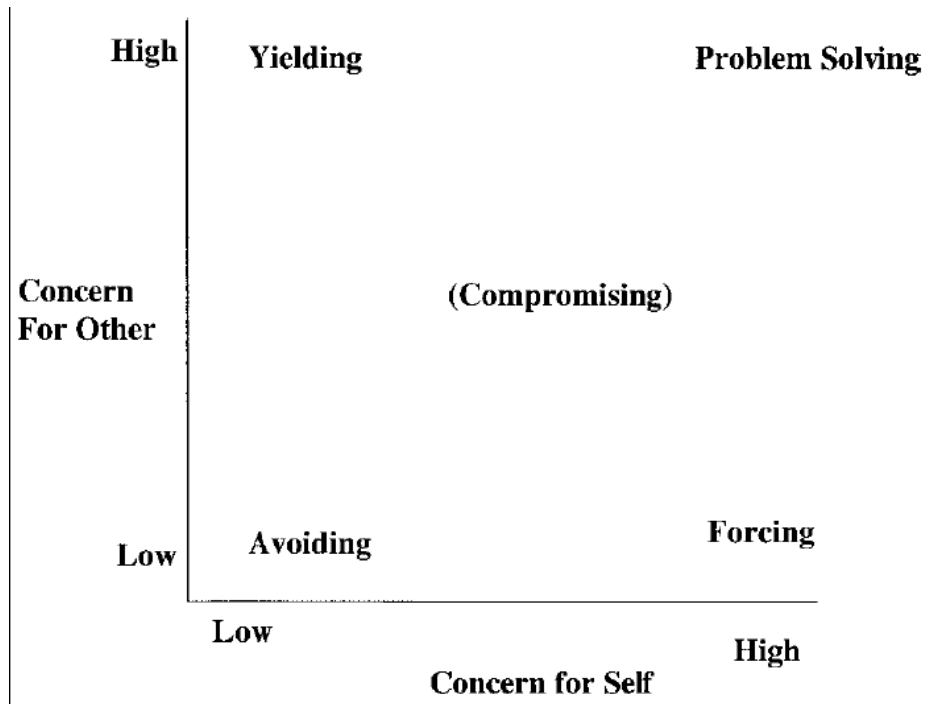 High
Yielding
Problem Solving
Concern
For Other
(Compromising)
Low
Avoiding
Forcing
Low
High
Concern for Self